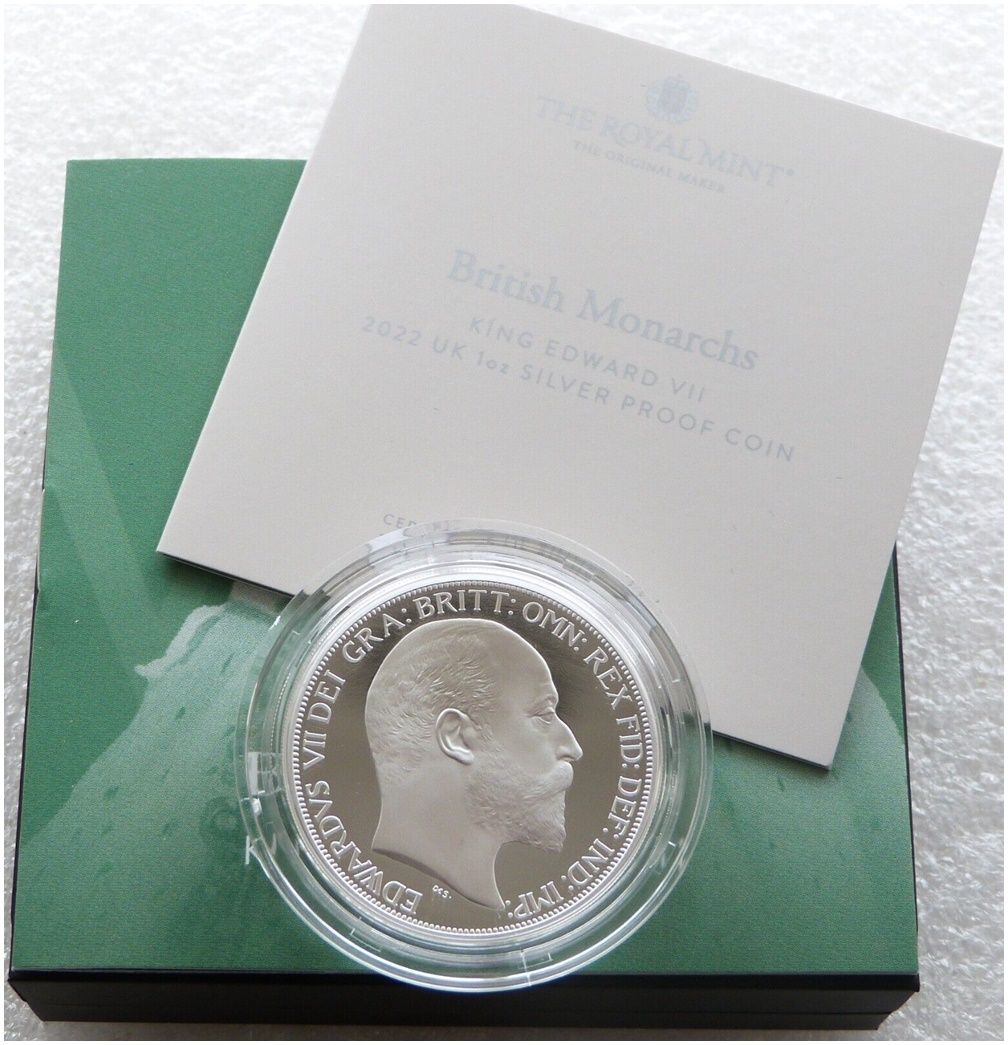 THE ROYAL MINT®
THE ORIGINAL MAKER
British Monarchs
KING EDWARD VII
2022 UK 1oz SILVER PROOF COIN
EDWARDVS VII DEI GRA: BRITT: OMN: REX FID: DEF: IND: IMP: